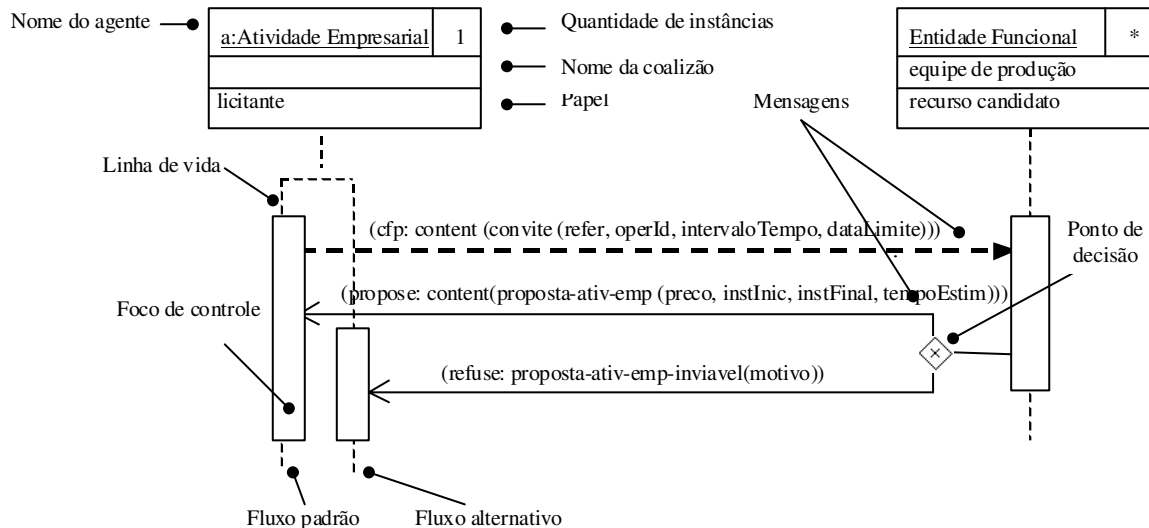 Nome do agente
a:Atividade Empresarial 1
licitante
Quantidade de instâncias
Nome da coalizão
Papel
Entidade Funcional *
equipe de produção
recurso candidato
Mensagens
Linha de vida
(cfp: content (convite (refer, operId, intervaloTempo, dataLimite)))
Ponto de
decisão
(propose: content(proposta-ativ-emp (preco, instInic, instFinal, tempoEstim)))
Foco de controle
(refuse: proposta-ativ-emp-inviavel(motivo))
Fluxo padrão
Fluxo alternativo